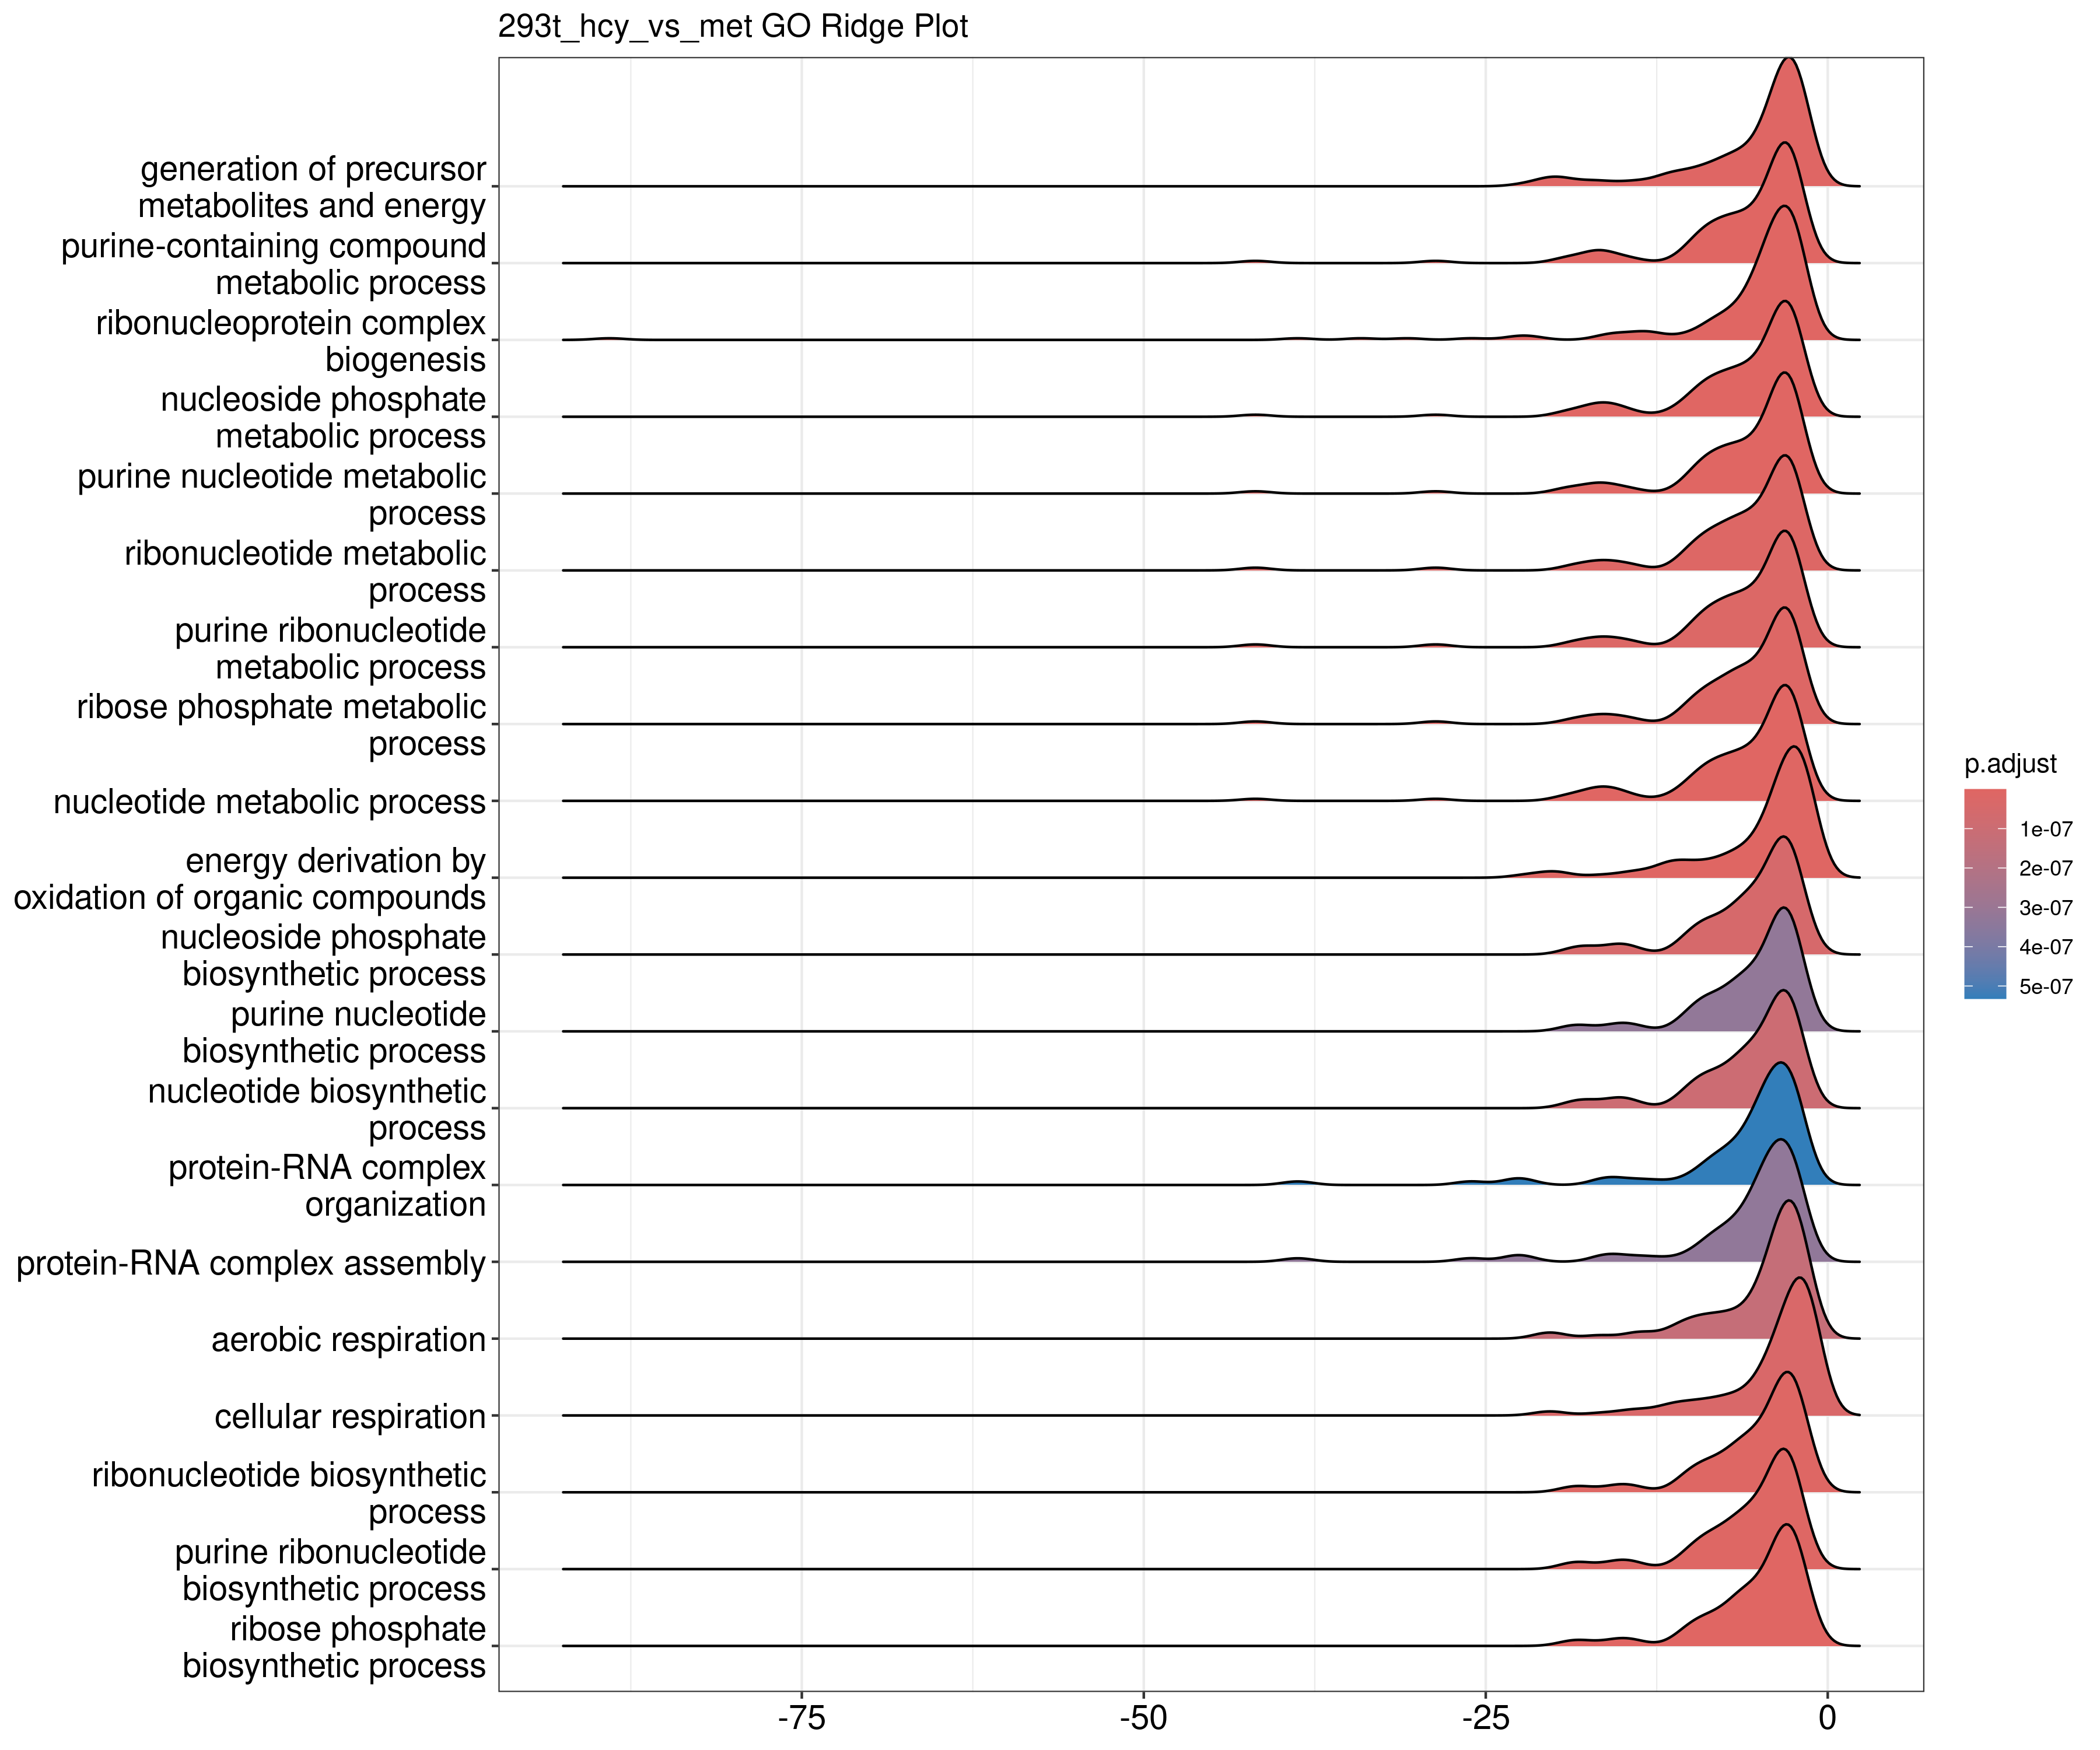 293t_hcy_vs_met GO Ridge Plot
generation of precursor
metabolites and energy
purine-containing compound
metabolic process
ribonucleoprotein complex
biogenesis
nucleoside phosphate
metabolic process
purine nucleotide metabolic
process
ribonucleotide metabolic
process
purine ribonucleotide
metabolic process
ribose phosphate metabolic
process
nucleotide metabolic process
energy derivation by
oxidation of organic compounds
nucleoside phosphate
biosynthetic process
purine nucleotide
biosynthetic process
nucleotide biosynthetic
process
protein-RNA complex
organization
protein-RNA complex assembly
aerobic respiration
cellular respiration
ribonucleotide biosynthetic
process
purine ribonucleotide
biosynthetic process
ribose phosphate
biosynthetic process
-75
-50
-25
0
p.adjust
1e-07
2e-07
3e-07
4e-07
5e-07